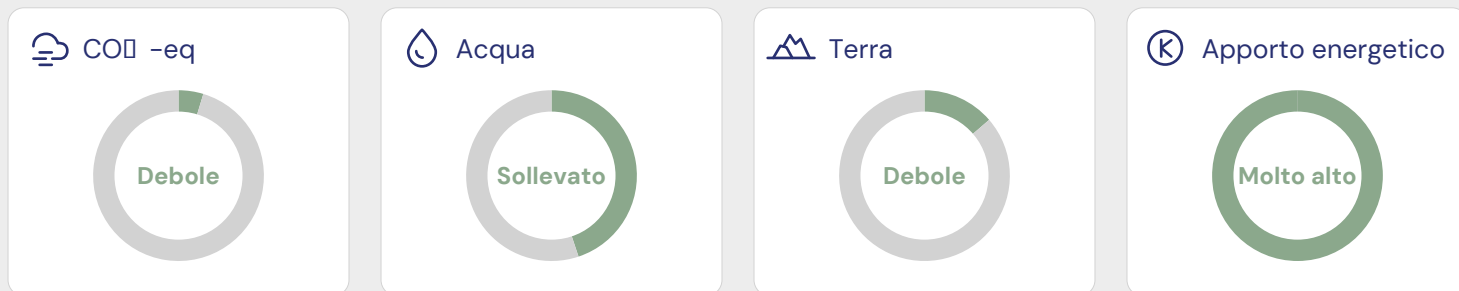 CO▯ -eq
Acqua
Terra
Apporto energetico
Debole
Sollevato
Debole
Molto alto